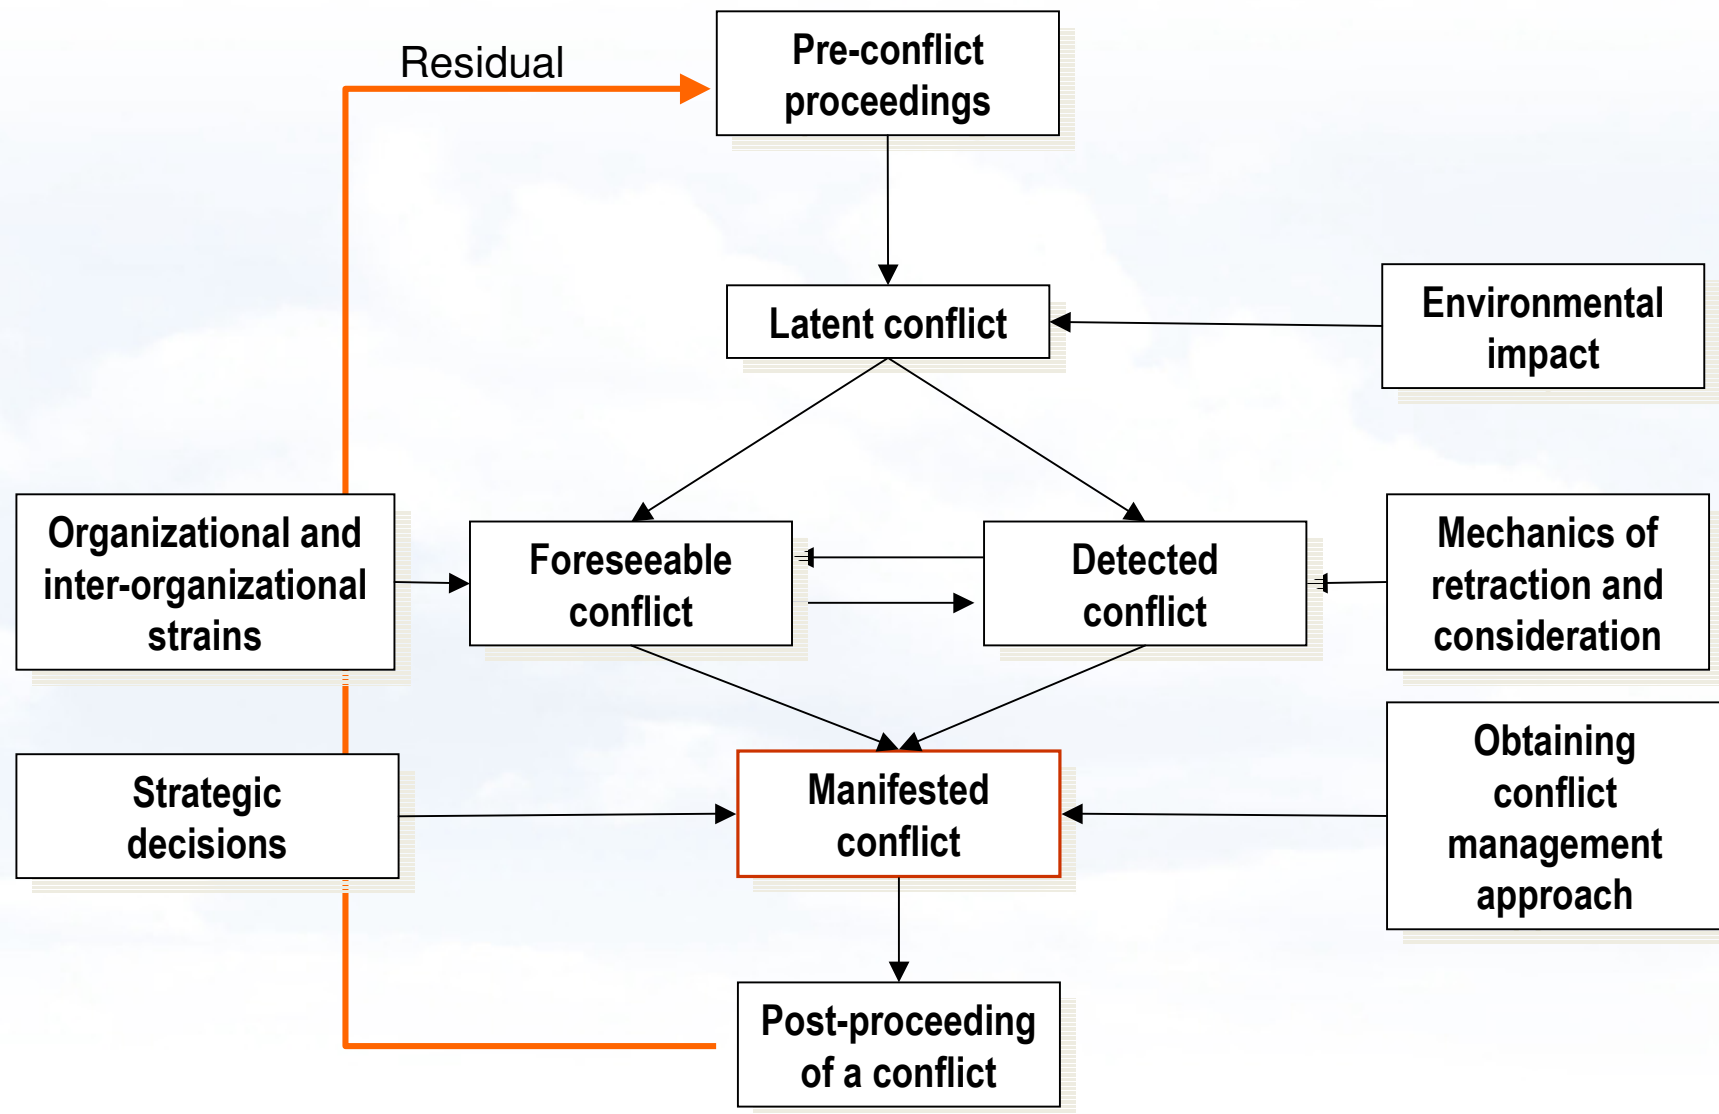 Residual
Pre-conflict
proceedings
Latent conflict
Environmental
impact
Organizational and
inter-organizational
strains
Foreseeable
conflict
Detected
conflict
Mechanics of
retraction and
consideration
Strategic
decisions
Manifested
conflict
Obtaining
conflict
management
approach
Post-proceeding
of a conflict